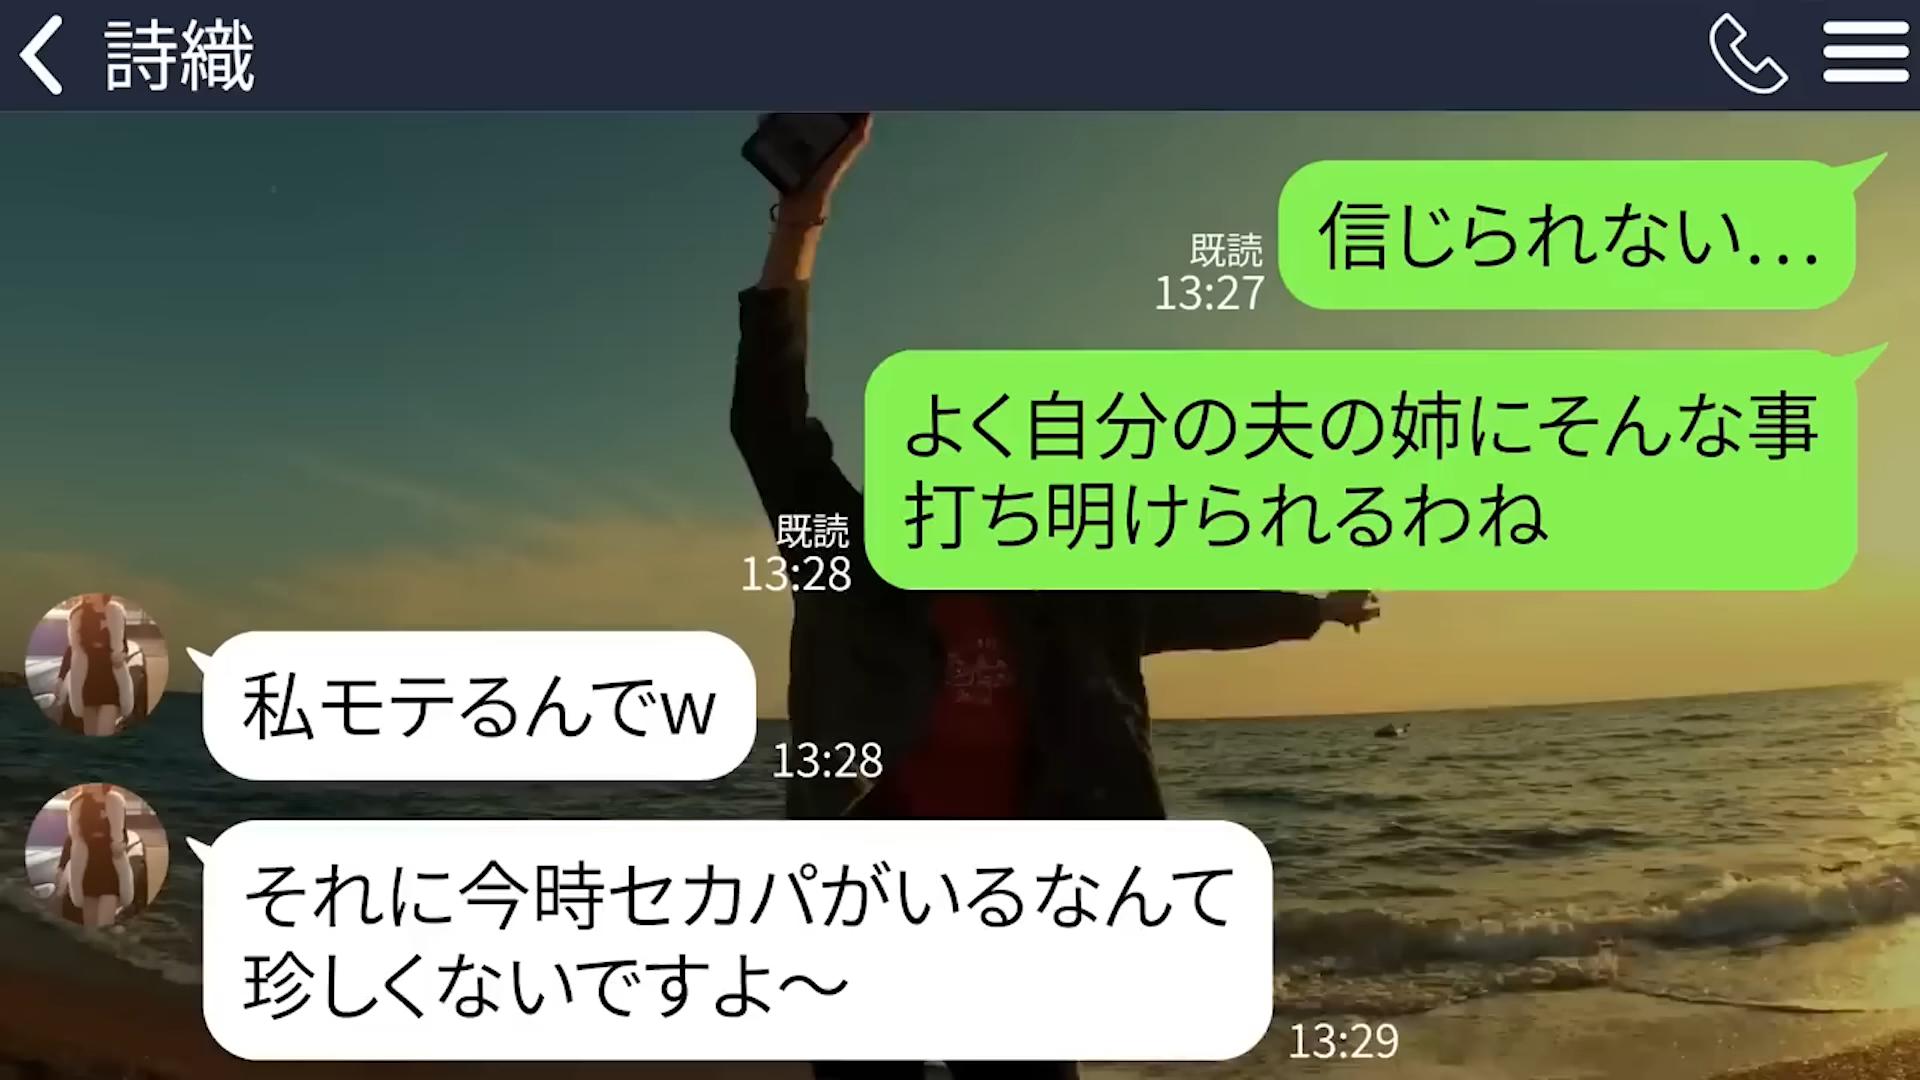 詩織
信じられない…
既読
13:27
よく自分の夫の姉にそんな事
打ち明けられるわね
既読
13:28
私モテるんでw
13:28
それに今時セカパがいるなんて
珍しくないですよ～
13:29